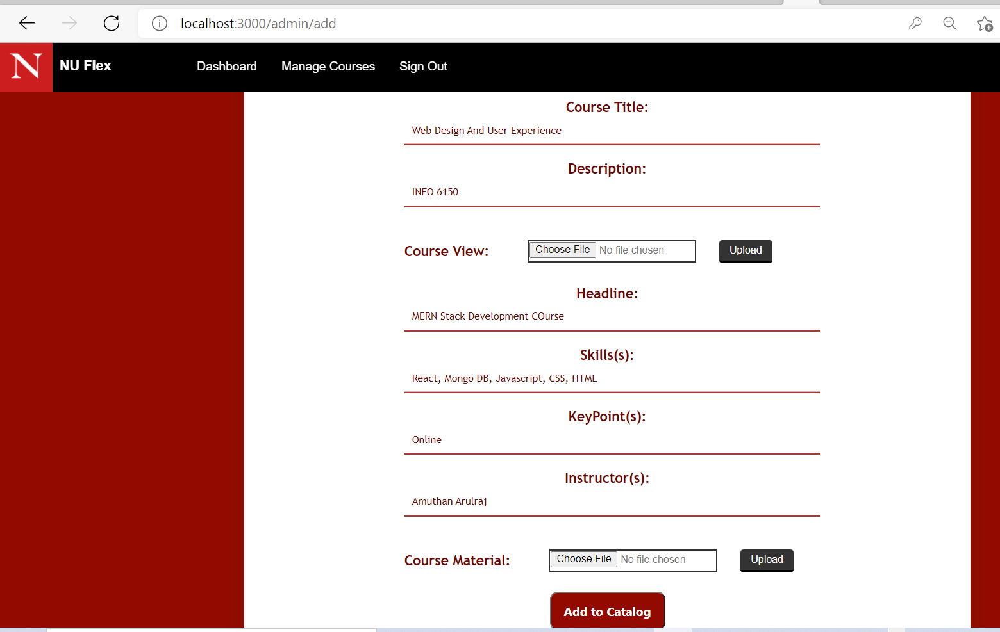 localhost:3000/admin/add
N NU Flex Dashboard Manage Courses Sign Out
Course Title:
Web Design And User Experience
Description:
INFO 6150
Course View: Choose File No file chosen Upload
Headline:
MERN Stack Development COurse
Skills(s):
React, Mongo DB, Javascript, CSS, HTML
KeyPoint(s):
Online
Instructor(s):
Amuthan Arulraj
Course Material: Choose File No file chosen Upload
Add to Catalog